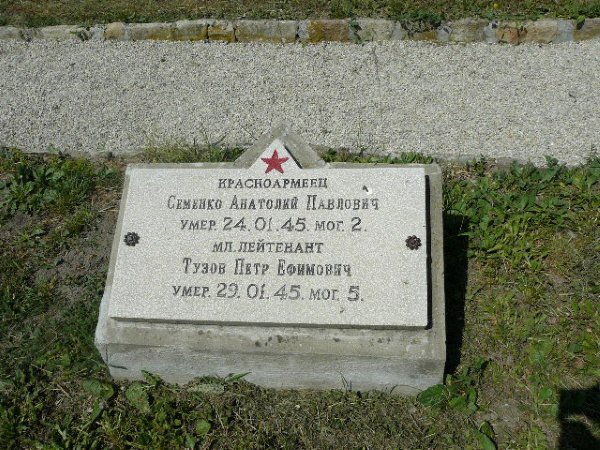 КРАСНОАРМЕЕЦ
Семенко Анатолий Павлович
УМЕР. 24.01.45. МОГ. 2.
МЛ. ЛЕЙТЕНАНТ
Тузов Петр Ефимович
УМЕР. 29.01.45. МОГ. 5.